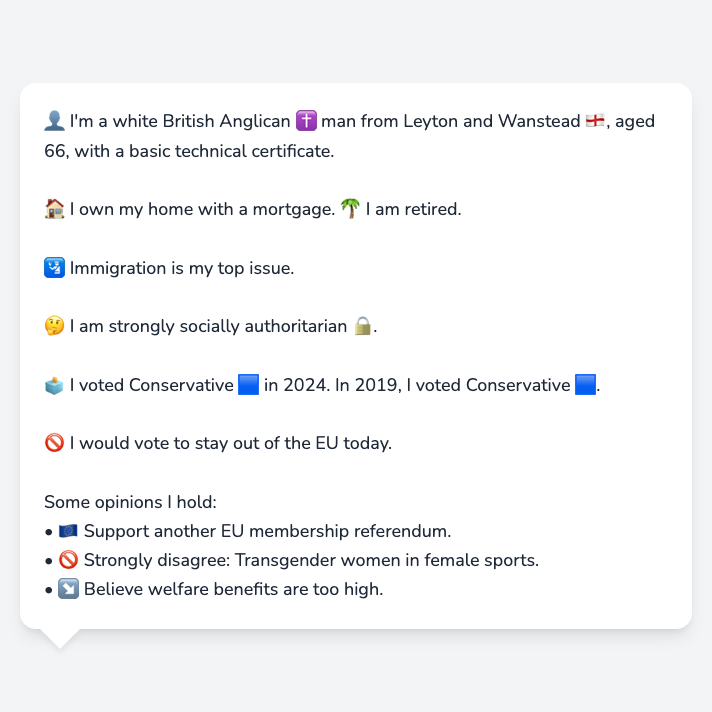 👤 I'm a white British Anglican ✝️ man from Leyton and Wanstead 🏴󠁧󠁢󠁥󠁮󠁧󠁿, aged
66, with a basic technical certificate.
🏠 I own my home with a mortgage. 🌴 I am retired.
🛂 Immigration is my top issue.
🤔 I am strongly socially authoritarian 🔒.
🗳️ I voted Conservative 🟦 in 2024. In 2019, I voted Conservative 🟦.
🚫 I would vote to stay out of the EU today.
Some opinions I hold:
• 🇪🇺 Support another EU membership referendum.
• 🚫 Strongly disagree: Transgender women in female sports.
• ↘️ Believe welfare benefits are too high.